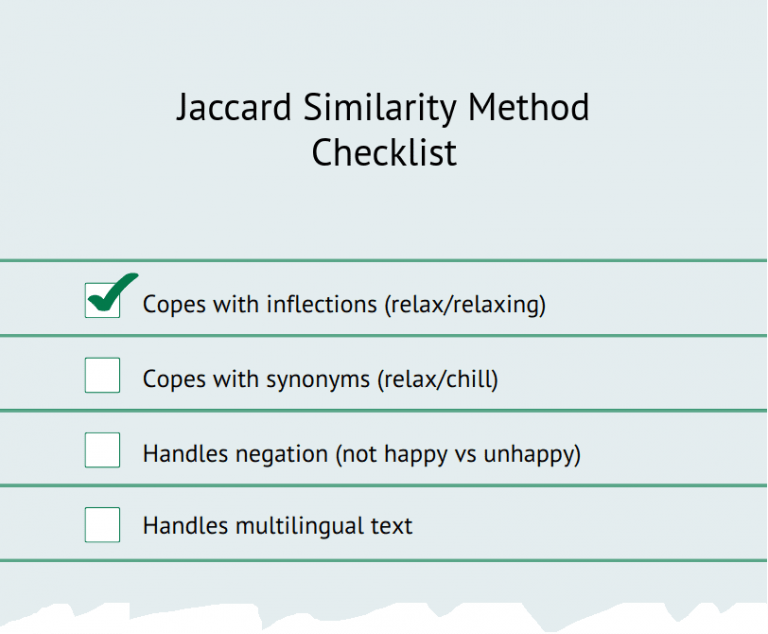 Jaccard Similarity Method
Checklist
Copes with inflections (relax/relaxing)
Copes with synonyms (relax/chill)
Handles negation (not happy vs unhappy)
Handles multilingual text